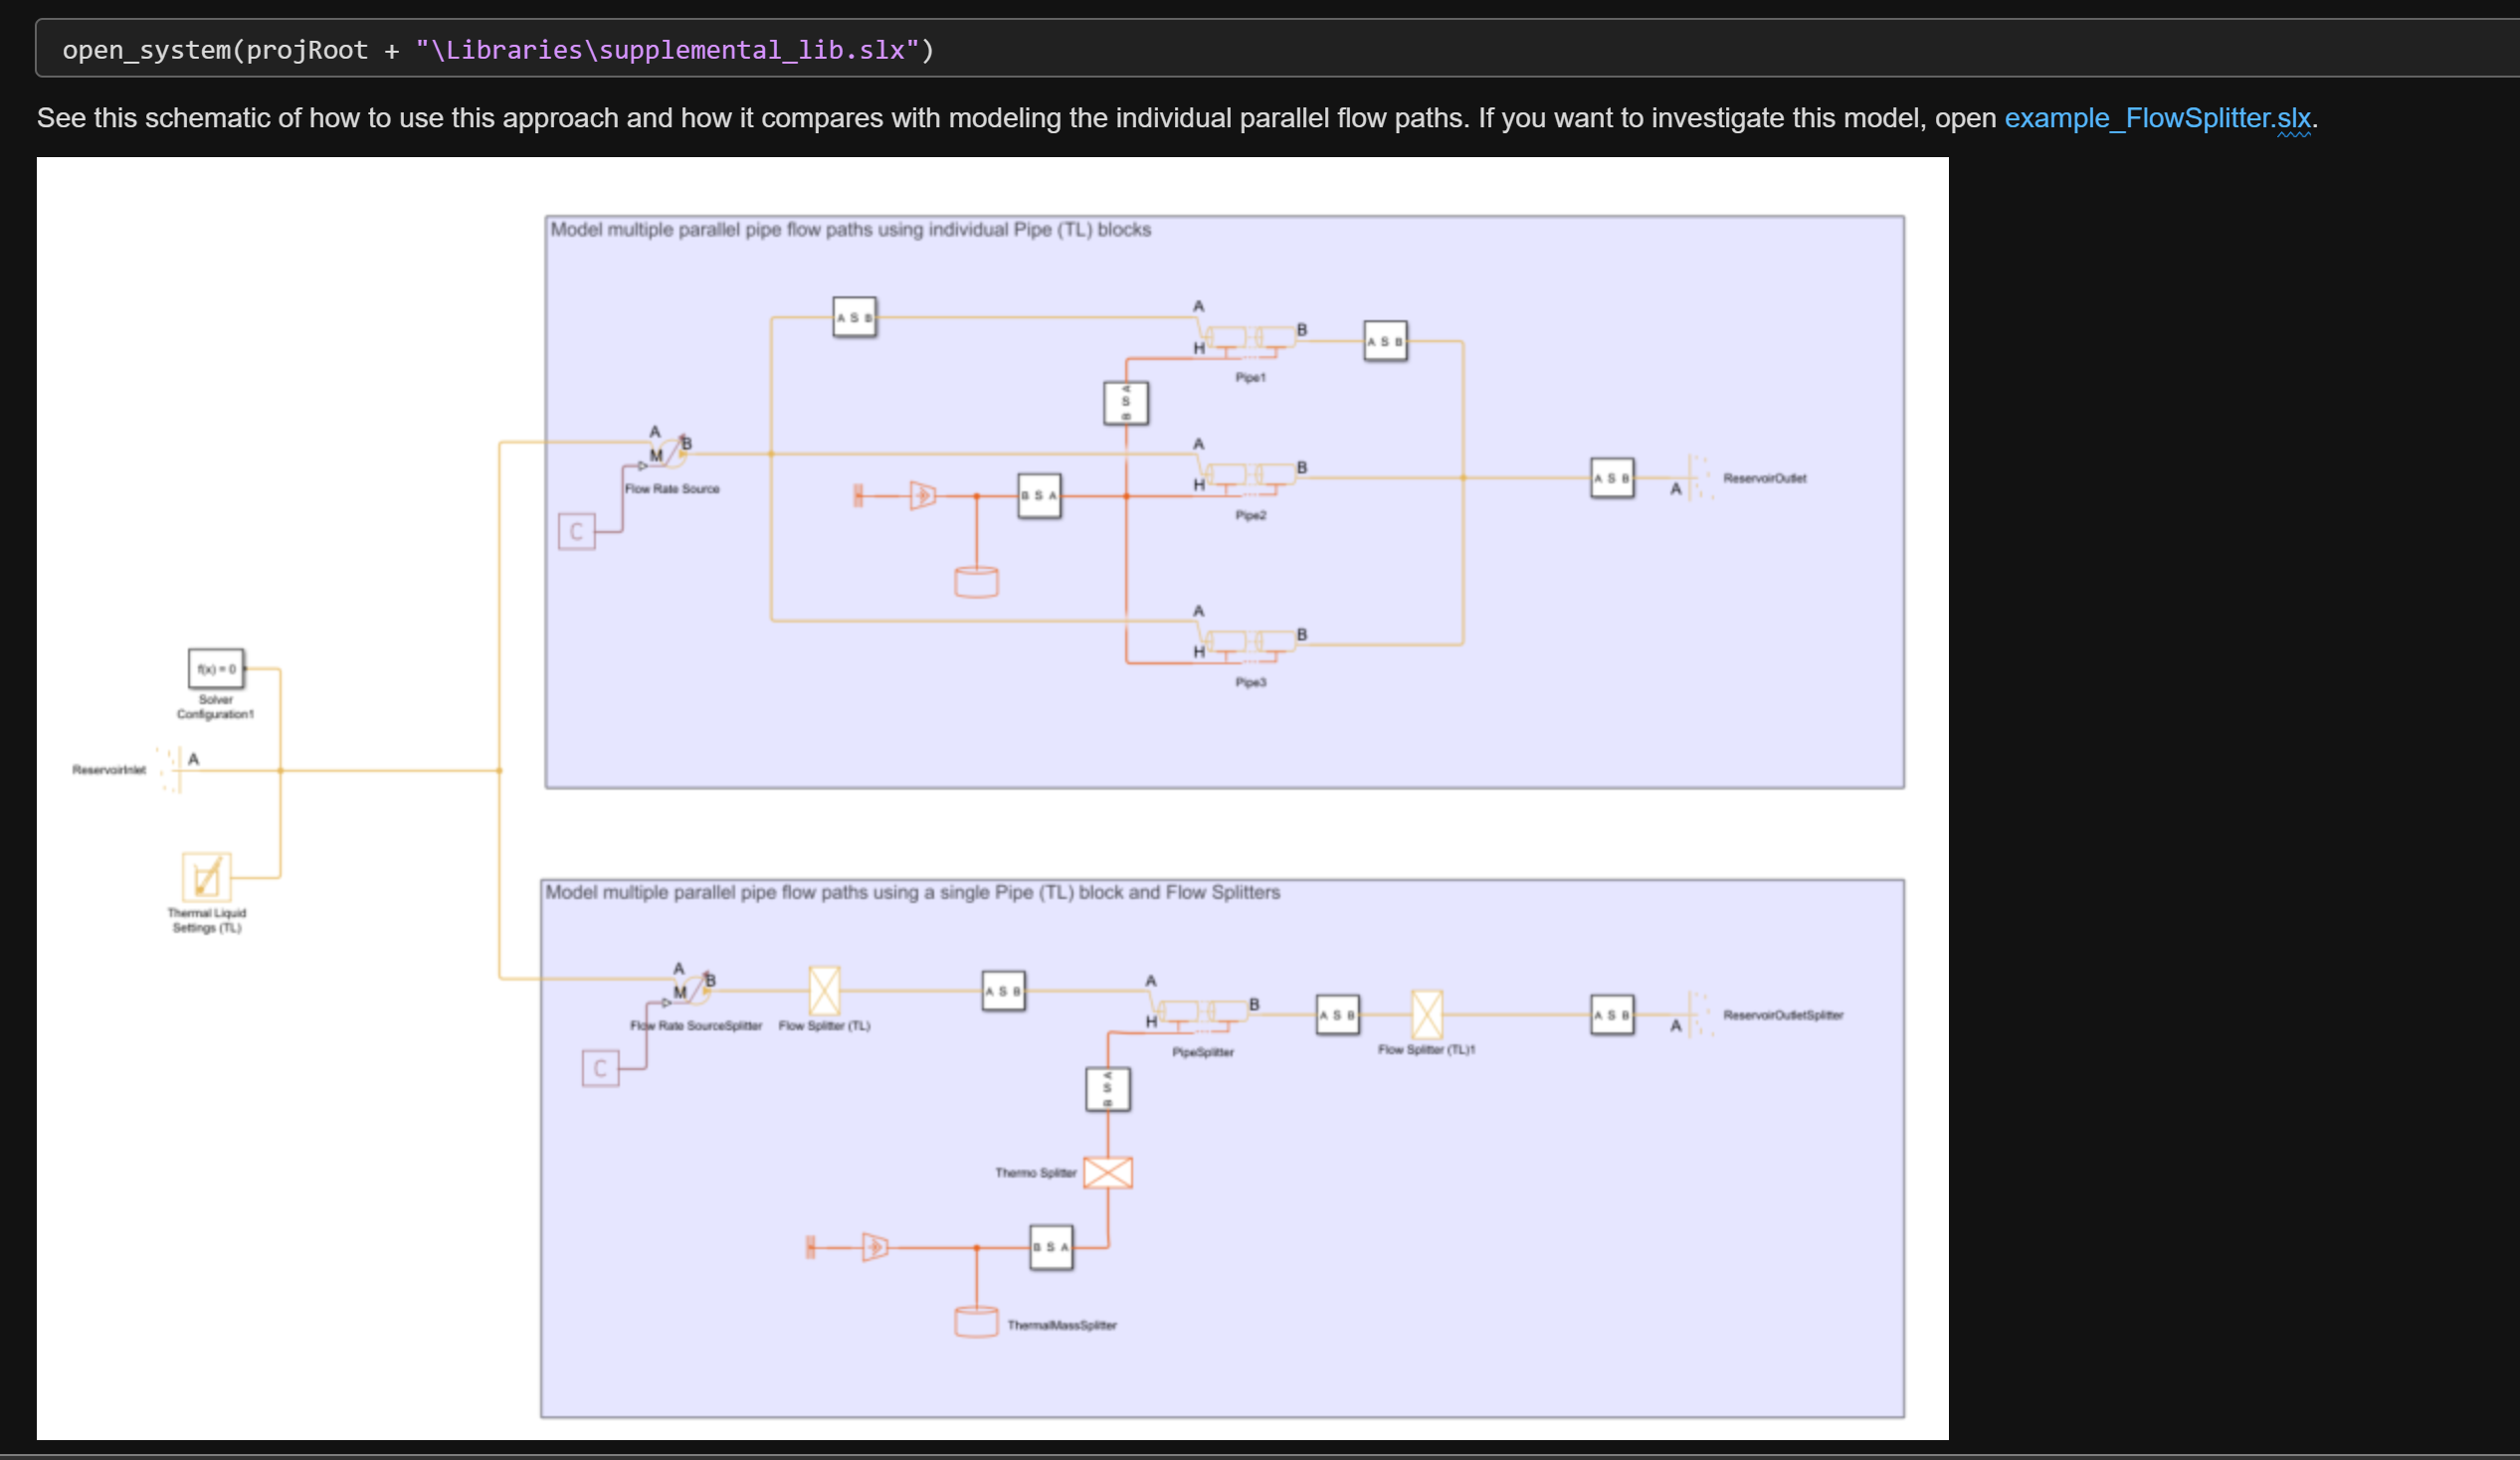 open_system(projRoot + "\Libraries\supplemental_lib.slx")
See this schematic of how to use this approach and how it compares with modeling the individual parallel flow paths. If you want to investigate this model, open example_FlowSplitter.slx.
Model multiple parallel pipe flow paths using individual Pipe (TL) blocks
A S B
A
B
H
Pipe1
A S B
A S B
A
M
B
Flow Rate Source
C
B S A
A
B
H
Pipe2
A S B
A
ReservoirOutlet
A
B
H
Pipe3
f(x) = 0
Solver
Configuration1
ReservoirInlet
A
Thermal Liquid
Settings (TL)
Model multiple parallel pipe flow paths using a single Pipe (TL) block and Flow Splitters
A
M
B
Flow Rate SourceSplitter
C
Flow Splitter (TL)
A S B
A
B
H
PipeSplitter
A S B
Flow Splitter (TL)1
A S B
A
ReservoirOutletSplitter
A S B
Thermo Splitter
B S A
ThermalMassSplitter